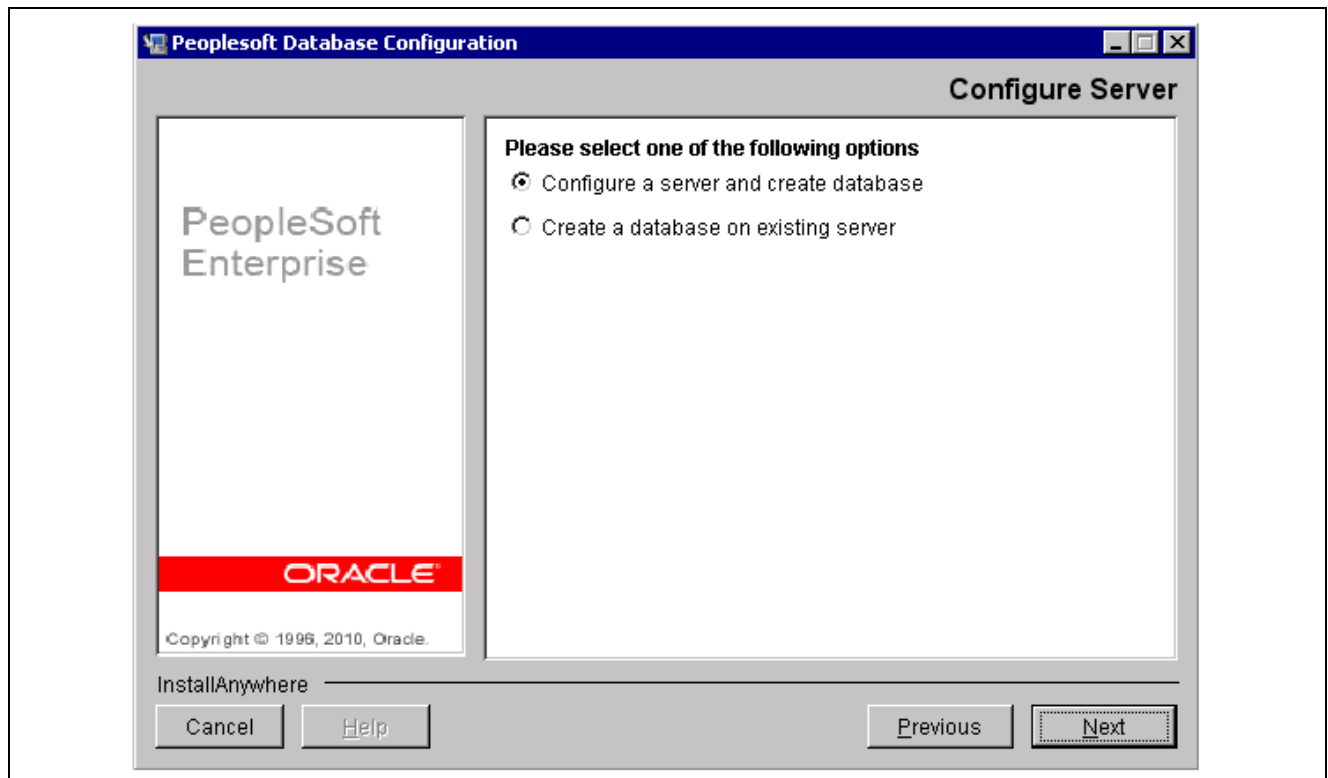 Peoplesoft Database Configuration
Configure Server
PeopleSoft
Enterprise
ORACLE
Copyright © 1996, 2010, Oracle.
Please select one of the following options
Configure a server and create database
Create a database on existing server
InstallAnywhere
Cancel
Help
Previous
Next